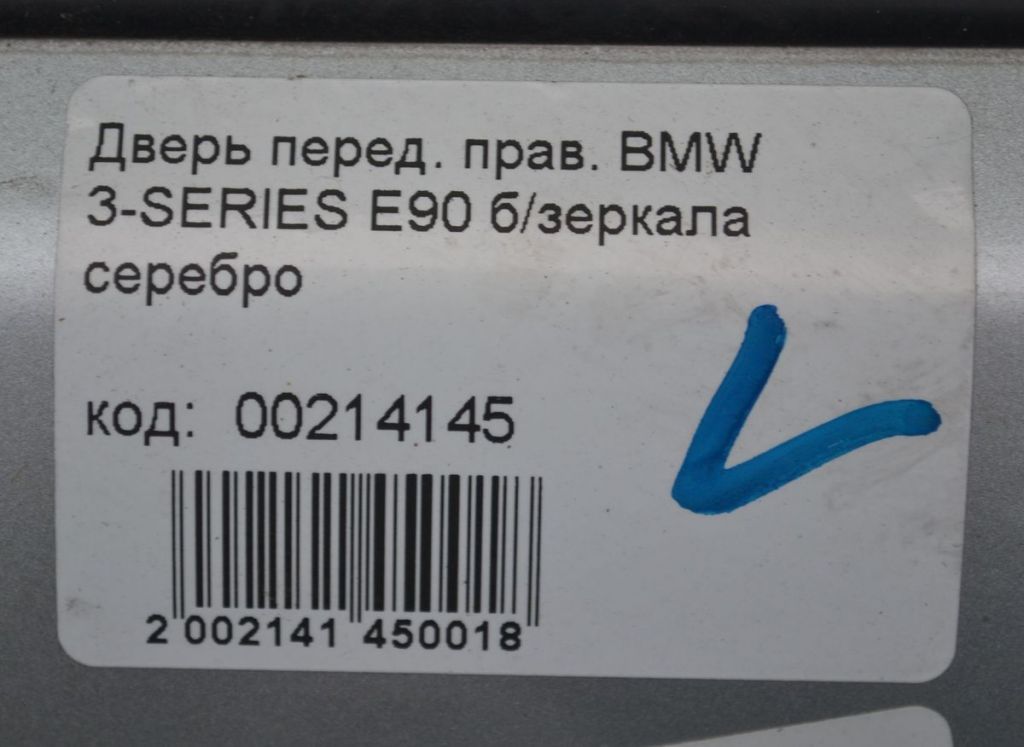 Дверь перед. прав. BMW
3-SERIES E90 б/зеркала
серебро
код: 00214145
2 002141 450018